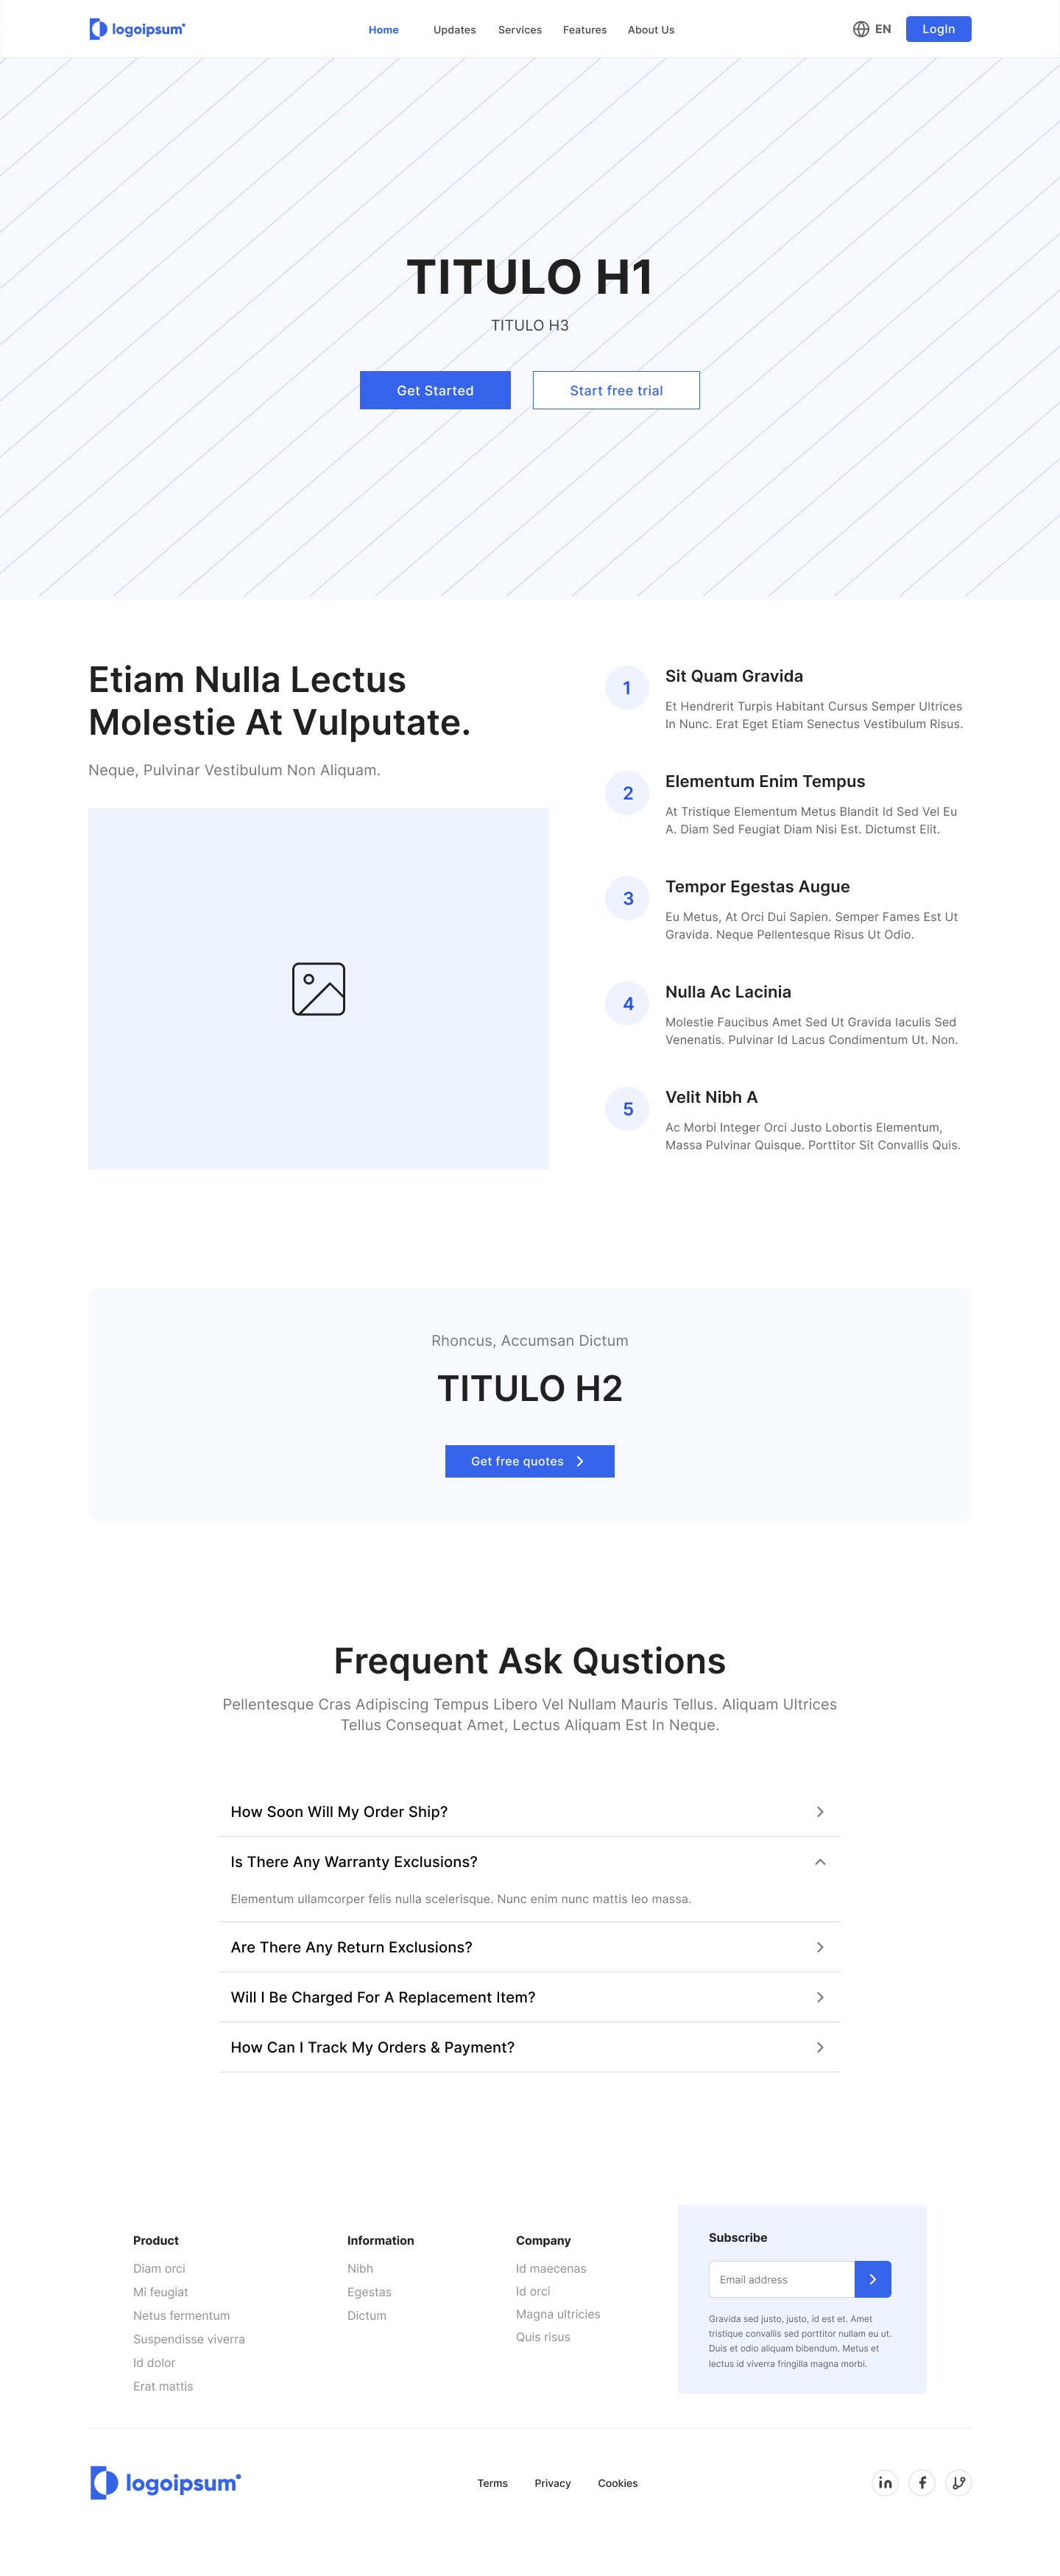 logoipsum
Home Updates Services Features About Us
EN
LogIn
TITULO H1
TITULO H3
Get Started
Start free trial
Etiam Nulla Lectus
Molestie At Vulputate.
Neque, Pulvinar Vestibulum Non Aliquam.
1
Sit Quam Gravida
Et Hendrerit Turpis Habitant Cursus Semper Ultrices
In Nunc. Erat Eget Etiam Senectus Vestibulum Risus.
2
Elementum Enim Tempus
At Tristique Elementum Metus Blandit Id Sed Vel Eu
A. Diam Sed Feugiat Diam Nisi Est. Dictumst Elit.
3
Tempor Egestas Augue
Eu Metus, At Orci Dui Sapien. Semper Fames Est Ut
Gravida. Neque Pellentesque Risus Ut Odio.
4
Nulla Ac Lacinia
Molestie Faucibus Amet Sed Ut Gravida Iaculis Sed
Venenatis. Pulvinar Id Lacus Condimentum Ut. Non.
5
Velit Nibh A
Ac Morbi Integer Orci Justo Lobortis Elementum,
Massa Pulvinar Quisque. Porttitor Sit Convallis Quis.
Rhoncus, Accumsan Dictum
TITULO H2
Get free quotes
Frequent Ask Qustions
Pellentesque Cras Adipiscing Tempus Libero Vel Nullam Mauris Tellus. Aliquam Ultrices
Tellus Consequat Amet, Lectus Aliquam Est In Neque.
How Soon Will My Order Ship?
Is There Any Warranty Exclusions?
Elementum ullamcorper felis nulla scelerisque. Nunc enim nunc mattis leo massa.
Are There Any Return Exclusions?
Will I Be Charged For A Replacement Item?
How Can I Track My Orders & Payment?
Product
Diam orci
Mi feugiat
Netus fermentum
Suspendisse viverra
Id dolor
Erat mattis
Information
Nibh
Egestas
Dictum
Company
Id maecenas
Id orci
Magna ultricies
Quis risus
Subscribe
Email address
Gravida sed justo, justo, id est et. Amet
tristique convallis sed porttitor nullam eu ut.
Duis et odio aliquam bibendum. Metus et
lectus id viverra fringilla magna morbi.
logoipsum
Terms Privacy Cookies
in
f